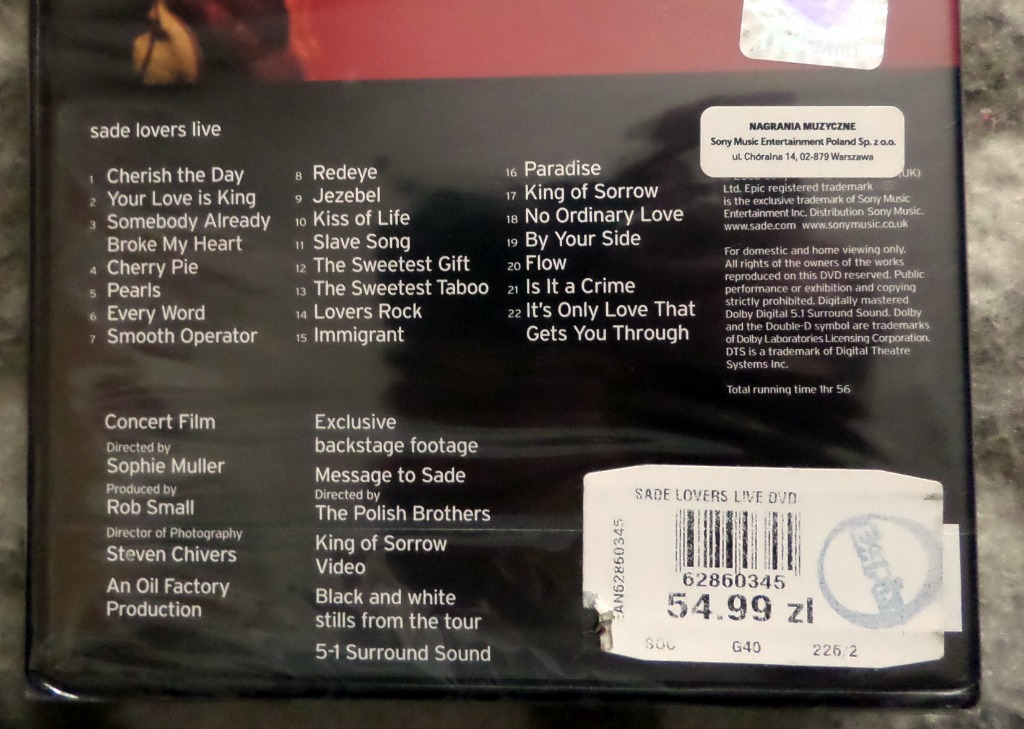 sade lovers live
1 Cherish the Day
2 Your Love is King
3 Somebody Already
Broke My Heart
4 Cherry Pie
5 Pearls
6 Every Word
7 Smooth Operator
8 Redeye
9 Jezebel
10 Kiss of Life
11 Slave Song
12 The Sweetest Gift
13 The Sweetest Taboo
14 Lovers Rock
15 Immigrant
16 Paradise
17 King of Sorrow
18 No Ordinary Love
19 By Your Side
20 Flow
21 Is It a Crime
22 It's Only Love That
Gets You Through
NAGRANIA MUZYCZNE
Sony Music Entertainment Poland Sp. z o.o.
ul. Chóralna 14, 02-879 Warszawa
(UK)
Ltd. Epic registered trademark
is the exclusive trademark of Sony Music
Entertainment Inc. Distribution Sony Music.
www.sade.com www.sonymusic.co.uk
For domestic and home viewing only.
All rights of the owners of the works
reproduced on this DVD reserved. Public
performance or exhibition and copying
strictly prohibited. Digitally mastered
Dolby Digital 5.1 Surround Sound. Dolby
and the Double-D symbol are trademarks
of Dolby Laboratories Licensing Corporation.
DTS is a trademark of Digital Theatre
Systems Inc.
Total running time 1hr 56
Concert Film
Directed by
Sophie Muller
Produced by
Rob Small
Director of Photography
Steven Chivers
An Oil Factory
Production
Exclusive
backstage footage
Message to Sade
Directed by
The Polish Brothers
King of Sorrow
Video
Black and white
stills from the tour
5-1 Surround Sound
SADE LOVERS LIVE DVD
EAN62860345
62860345
54.99 zł
G40 226/2